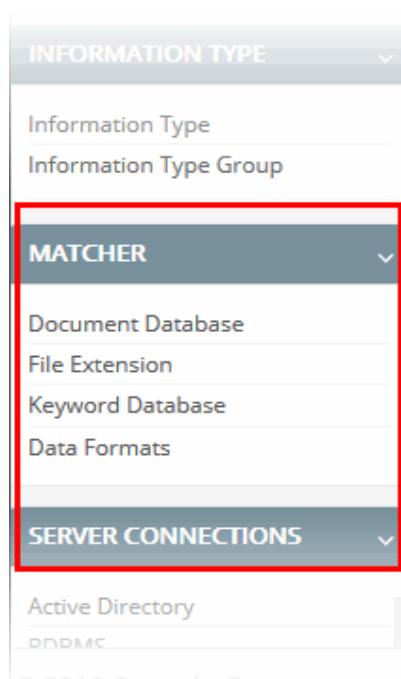 INFORMATION TYPE
Information Type
Information Type Group
MATCHER
Document Database
File Extension
Keyword Database
Data Formats
SERVER CONNECTIONS
Active Directory
RDBMS